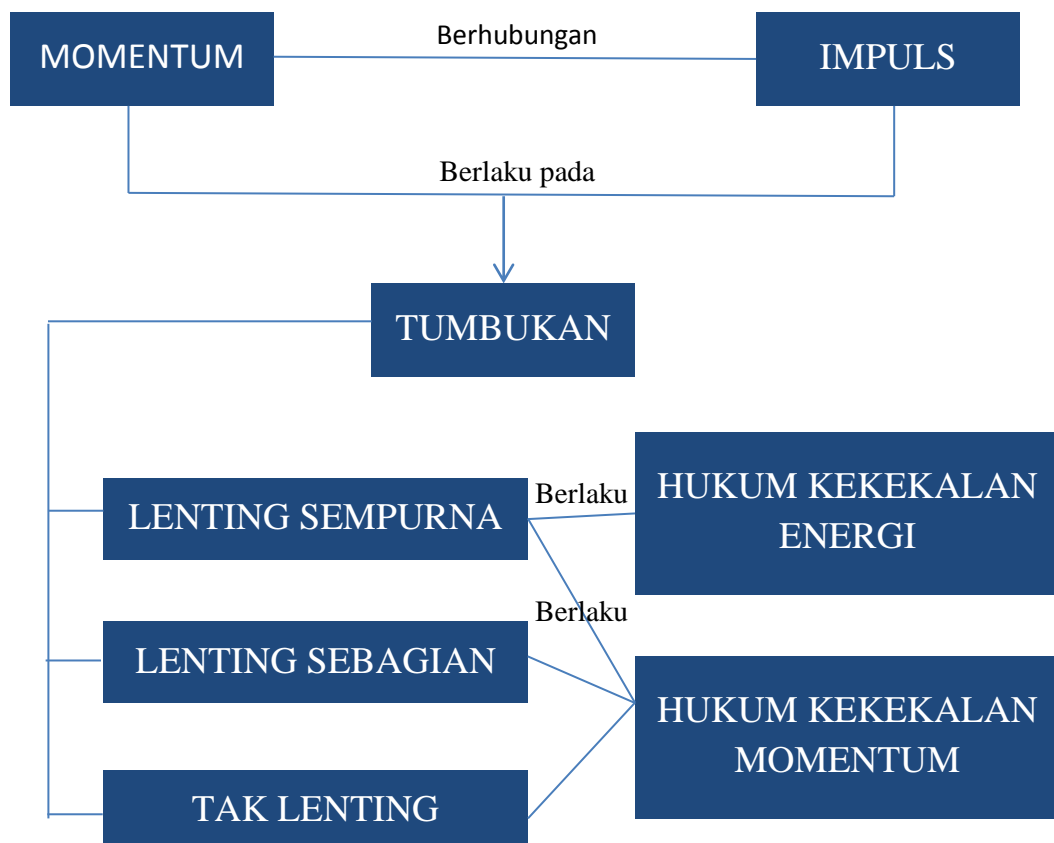 MOMENTUM
Berhubungan
IMPULS
Berlaku pada
TUMBUKAN
LENTING SEMPURNA
Berlaku
HUKUM KEKEKALAN
ENERGI
LENTING SEBAGIAN
Berlaku
HUKUM KEKEKALAN
MOMENTUM
TAK LENTING